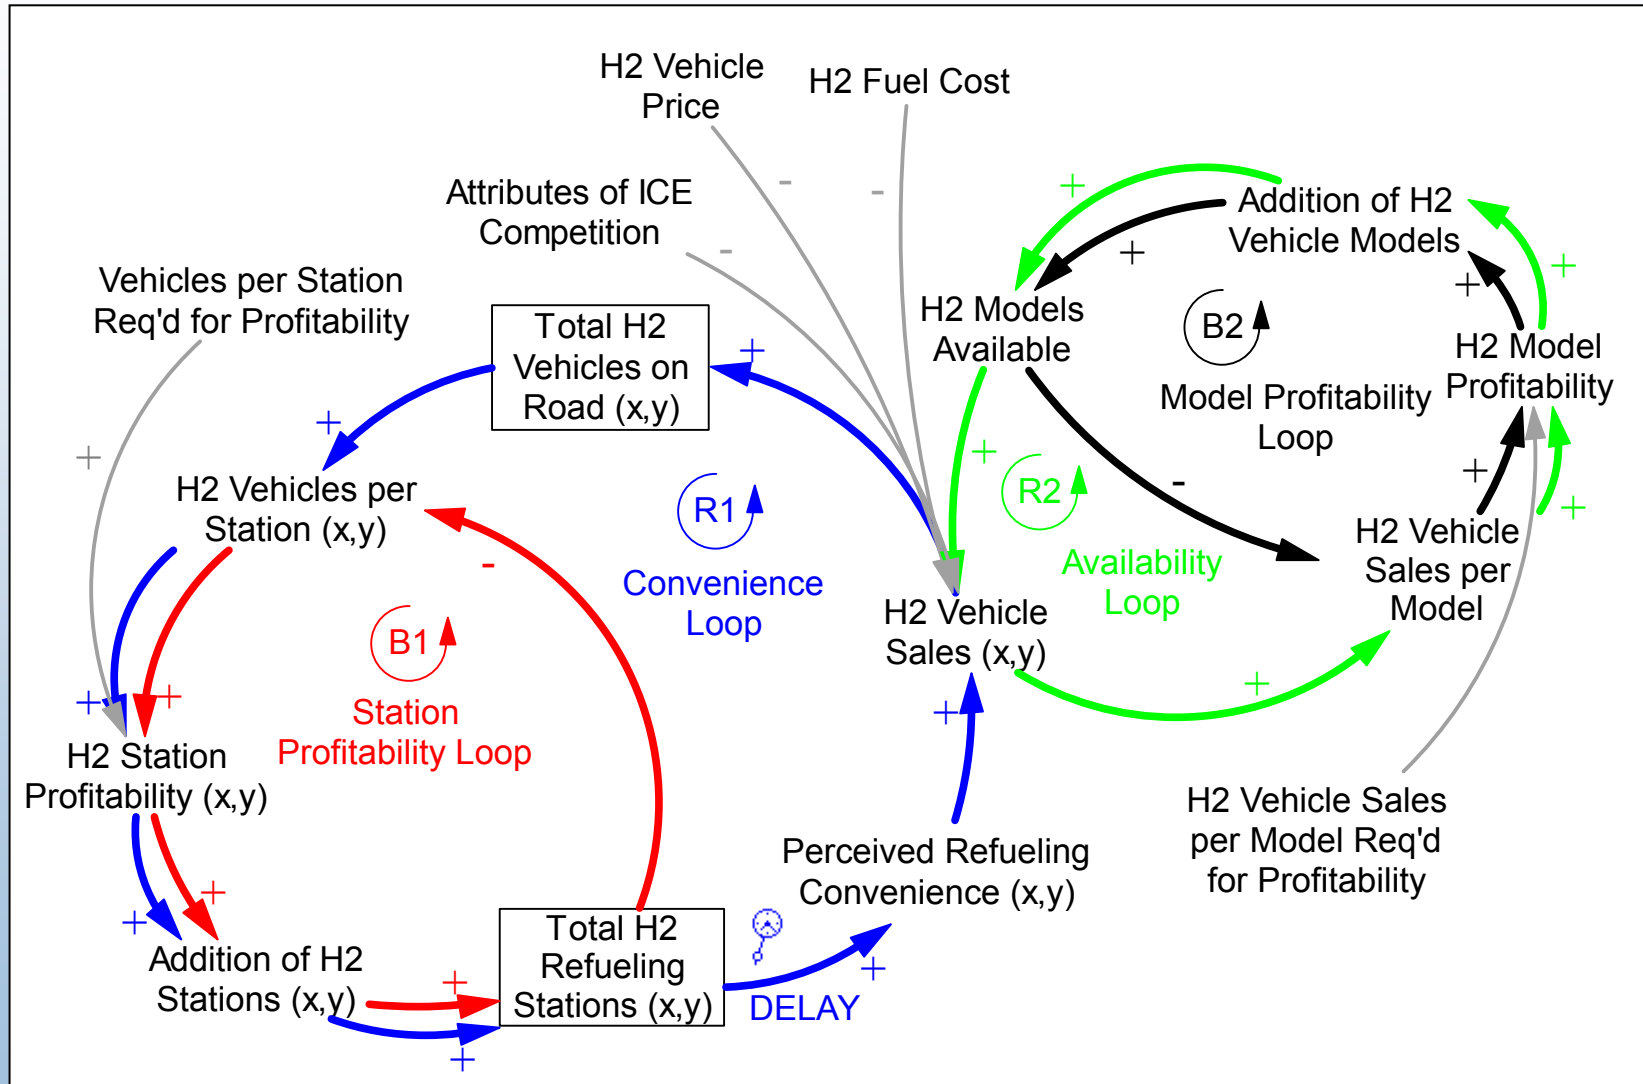 H2 Vehicle
Price
H2 Fuel Cost
Attributes of ICE
Competition
Vehicles per Station
Req'd for Profitability
Total H2
Vehicles on
Road (x,y)
H2 Models
Available
Addition of H2
Vehicle Models
B2
Model Profitability
Loop
H2 Model
Profitability
H2 Vehicles per
Station (x,y)
R1
Convenience
Loop
R2
Availability
Loop
H2 Vehicle
Sales per
Model
B1
Station
Profitability Loop
H2 Vehicle
Sales (x,y)
H2 Station
Profitability (x,y)
H2 Vehicle Sales
per Model Req'd
for Profitability
Perceived Refueling
Convenience (x,y)
Addition of H2
Stations (x,y)
Total H2
Refueling
Stations (x,y)
DELAY
-
-
-
+
+
+
+
+
+
+
+
-
+
+
-
+
+
+
+
+
+
+
+
+
+
+